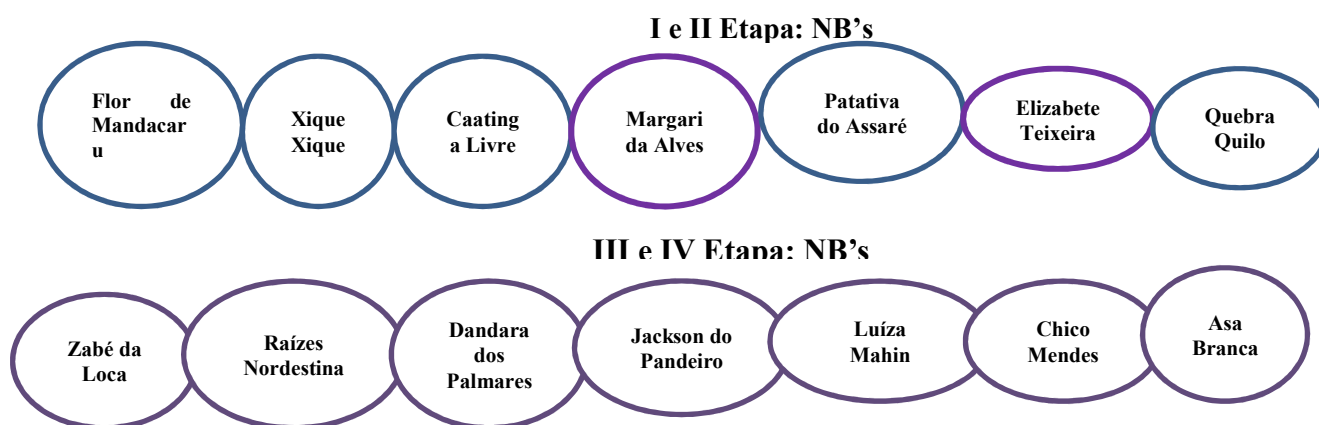 I e II Etapa: NB's
Flor de
Mandacar
u
Xique
Xique
Caating
a Livre
Margari
da Alves
Patativa
do Assaré
Elizabete
Teixeira
Quebra
Quilo
III e IV Etapa: NB's
Zabé da
Loca
Raízes
Nordestina
Dandara
dos
Palmares
Jackson do
Pandeiro
Luíza
Mahin
Chico
Mendes
Asa
Branca